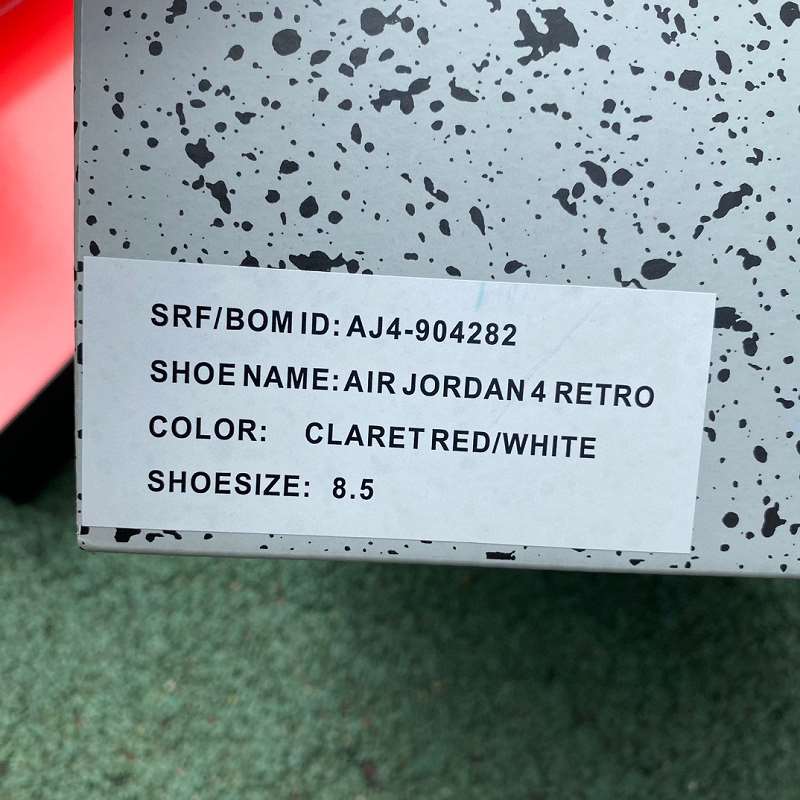 SRF/BOM ID: AJ4-904282
SHOE NAME: AIR JORDAN 4 RETRO
COLOR: CLARET RED/WHITE
SHOESIZE: 8.5